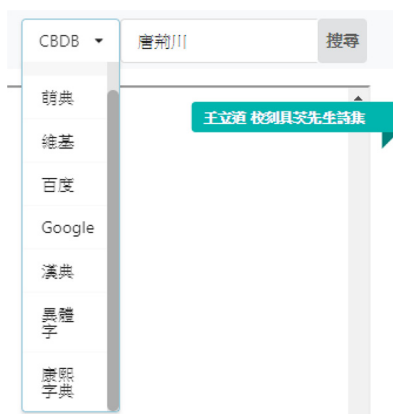 CBDB 唐荊川 搜尋
萌典
王立道 校刻具茨先生詩集
維基
百度
Google
漢典
異體
字
康熙
字典